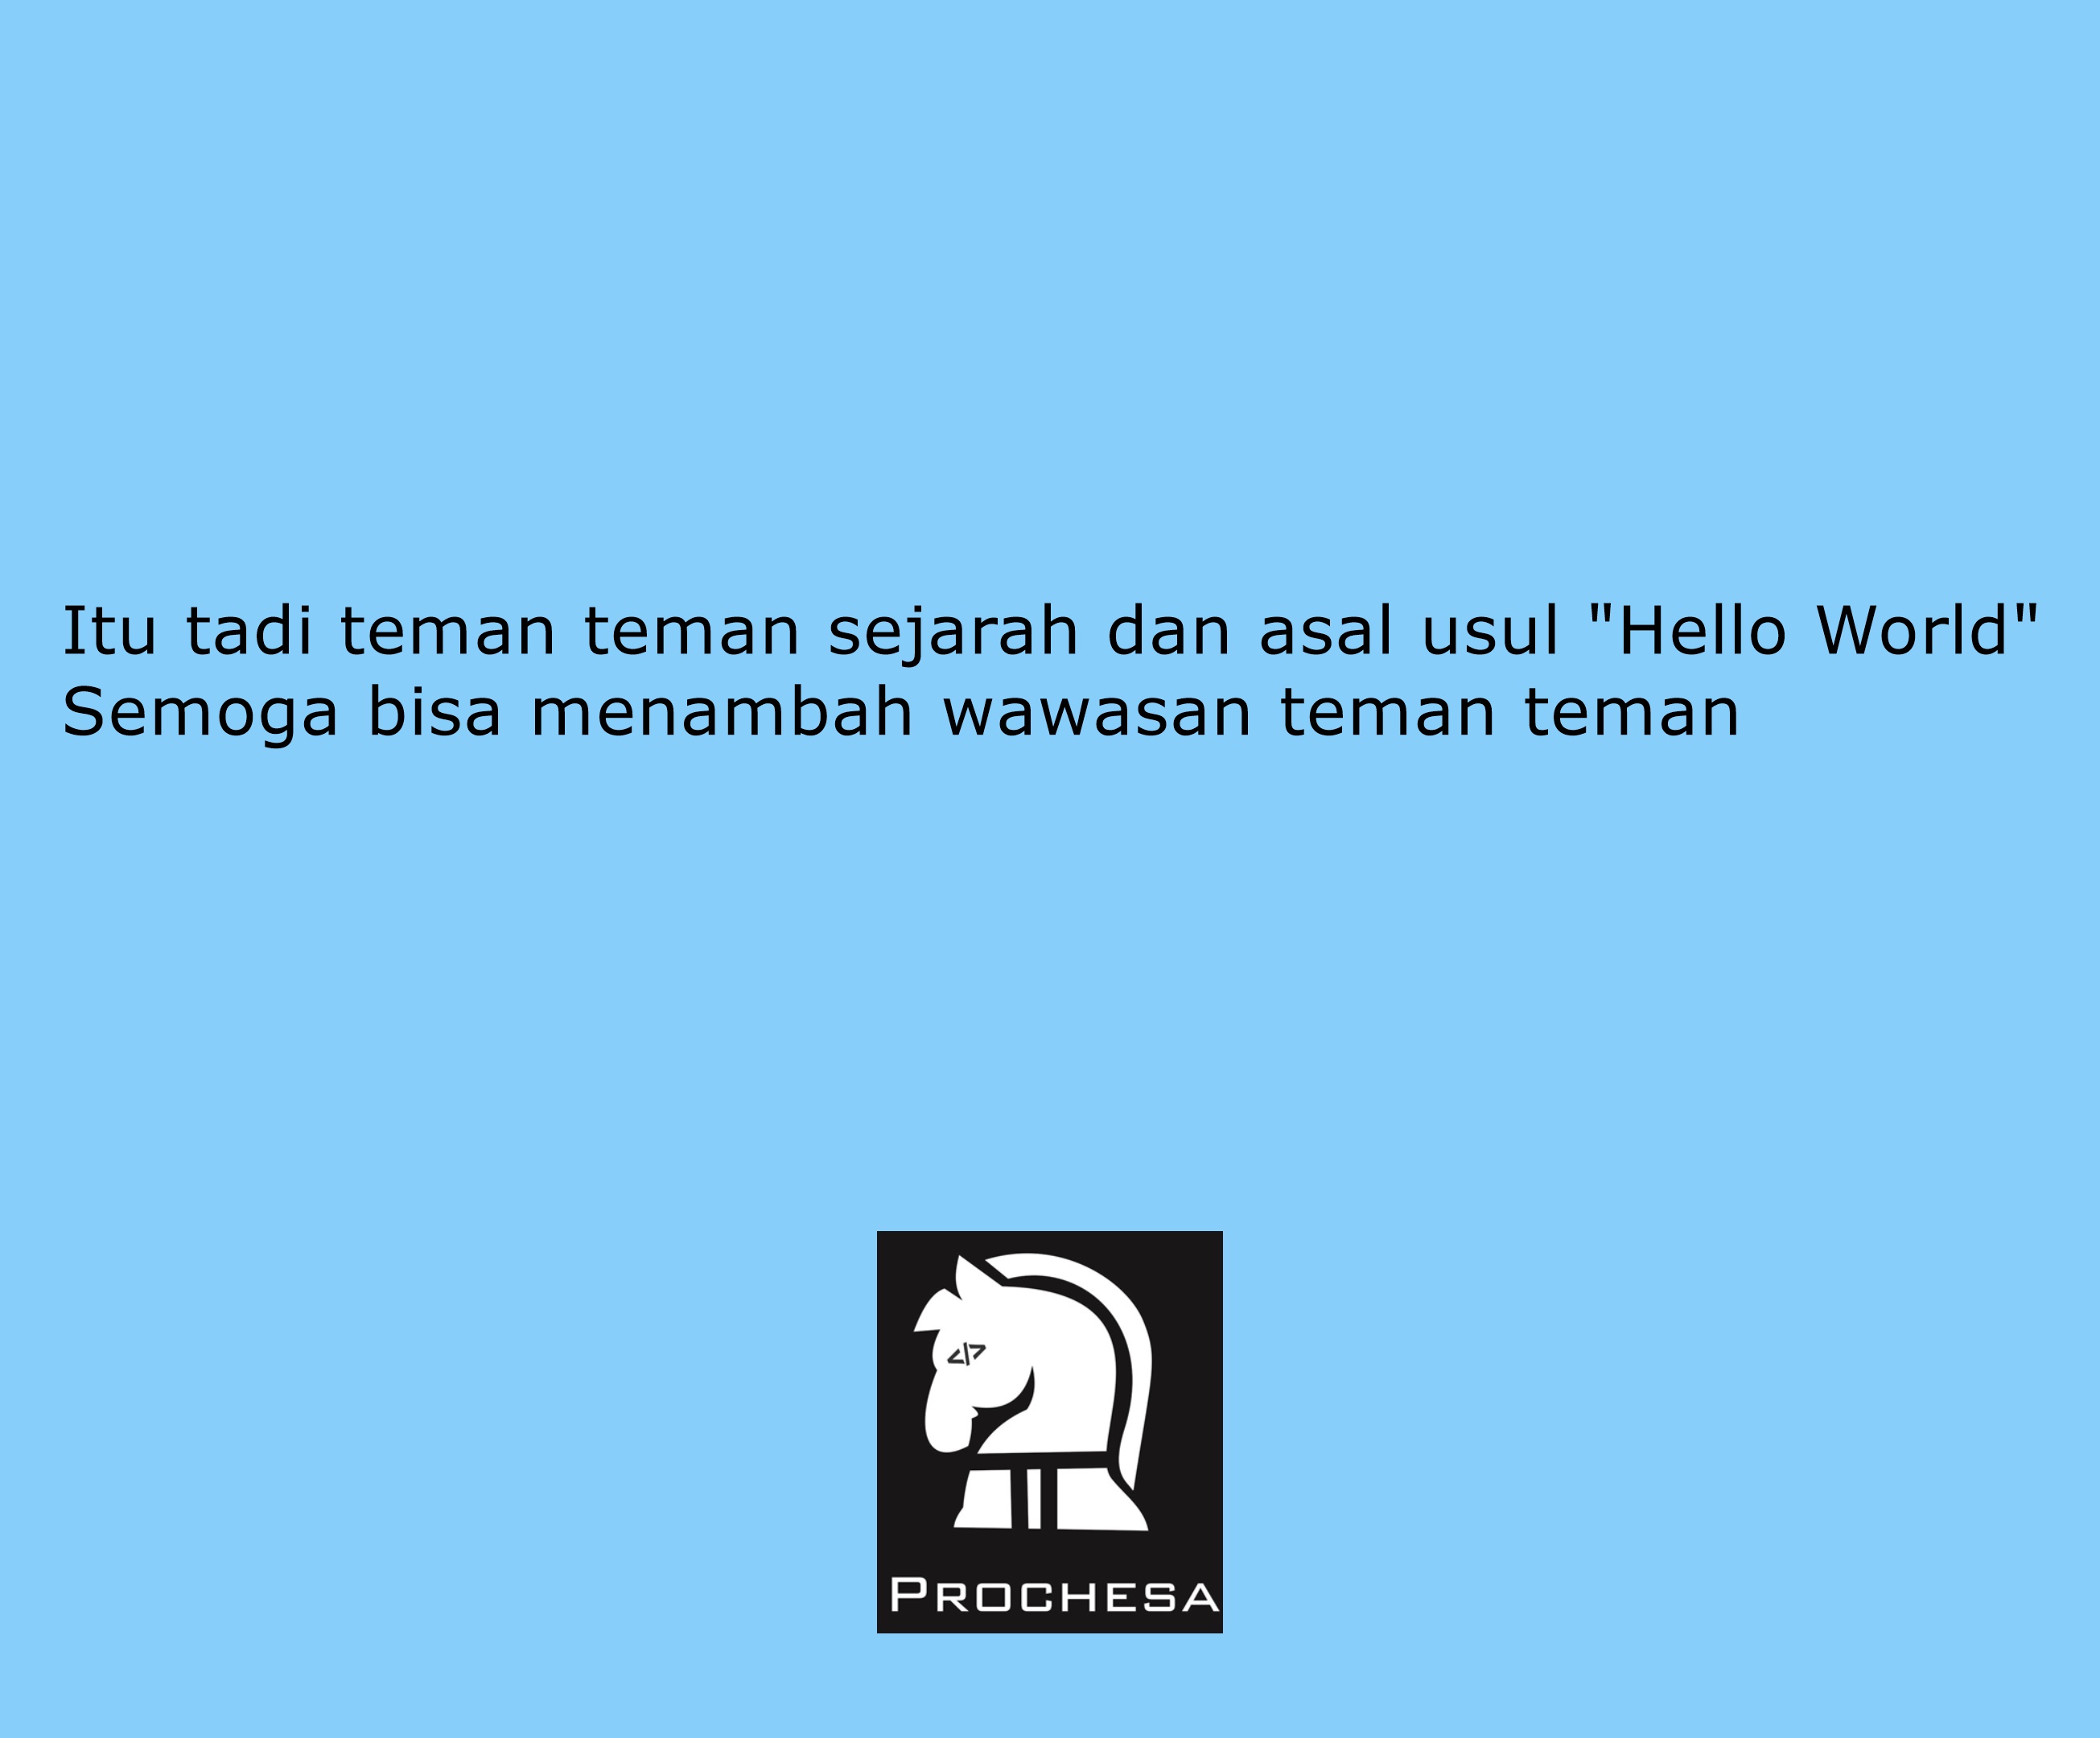 Itu tadi teman teman sejarah dan asal usul "Hello World"
Semoga bisa menambah wawasan teman teman
</>
PROCHESA